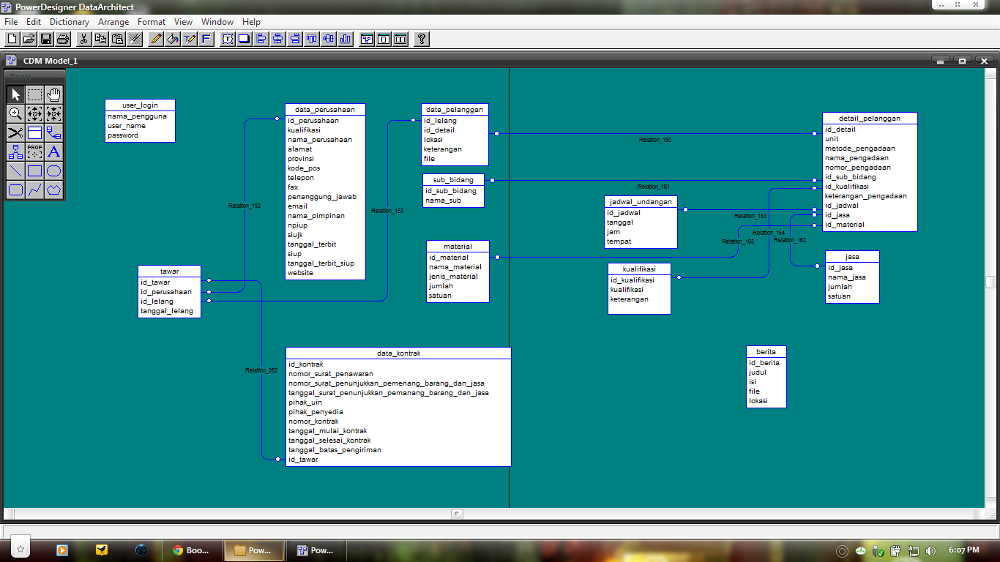 PowerDesigner DataArchitect
File Edit Dictionary Arrange Format View Window Help
CDM Model_1
Tools
PROP
user_login
nama_pengguna
user_name
password
data_perusahaan
id_perusahaan
kualifikasi
nama_perusahaan
alamat
provinsi
kode_pos
telepon
fax
penanggung_jawab
email
nama_pimpinan
npiup
siujk
tanggal_terbit
siup
tanggal_terbit_siup
website
data_pelanggan
id_lelang
id_detail
lokasi
keterangan
file
sub_bidang
id_sub_bidang
nama_sub
material
id_material
nama_material
jenis_material
jumlah
satuan
detail_pelanggan
id_detail
unit
metode_pengadaan
nama_pengadaan
nomor_pengadaan
id_sub_bidang
id_kualifikasi
keterangan_pengadaan
id_jadwal
id_jasa
id_material
jadwal_undangan
id_jadwal
tanggal
jam
tempat
kualifikasi
id_kualifikasi
kualifikasi
keterangan
jasa
id_jasa
nama_jasa
jumlah
satuan
tawar
id_tawar
id_perusahaan
id_lelang
tanggal_lelang
data_kontrak
id_kontrak
nomor_surat_penawaran
nomor_surat_penunjukkan_pemenang_barang_dan_jasa
tanggal_surat_penunjukkan_pemanang_barang_dan_jasa
pihak_uin
pihak_penyedia
nomor_kontrak
tanggal_mulai_kontrak
tanggal_selesai_kontrak
tanggal_batas_pengiriman
id_tawar
berita
id_berita
judul
isi
file
lokasi
Relation_150
Relation_161
Relation_152
Relation_153
Relation_163
Relation_164
Relation_165
Relation_162
Relation_262
Boo...
Pow...
Pow...
6:07 PM